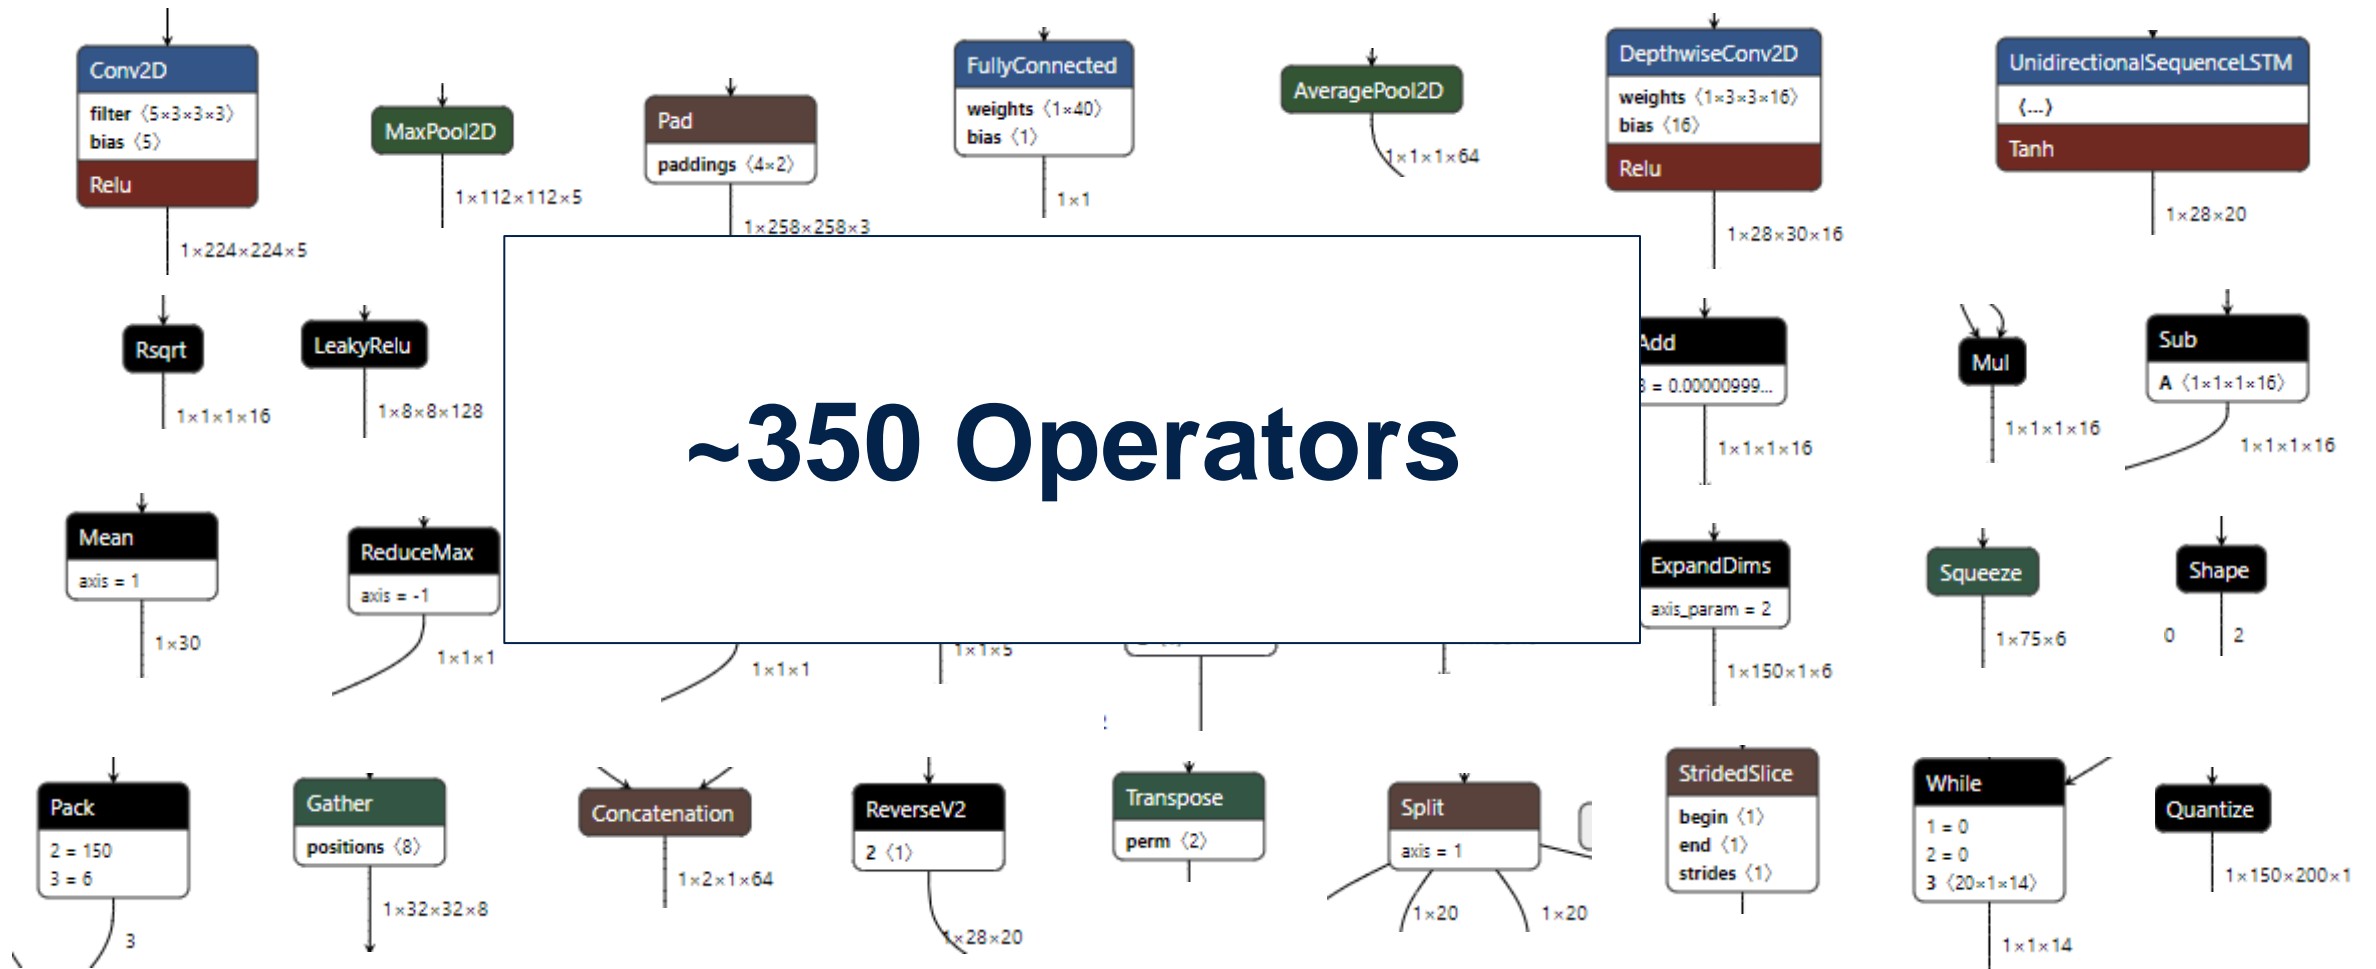 Conv2D
filter ⟨5×3×3×3⟩
bias ⟨5⟩
Relu
1×224×224×5
MaxPool2D
1×112×112×5
Pad
paddings ⟨4×2⟩
1×258×258×3
FullyConnected
weights ⟨1×40⟩
bias ⟨1⟩
1×1
AveragePool2D
1×1×1×64
DepthwiseConv2D
weights ⟨1×3×3×16⟩
bias ⟨16⟩
Relu
1×28×30×16
UnidirectionalSequenceLSTM
⟨...⟩
Tanh
1×28×20
Rsqrt
1×1×1×16
LeakyRelu
1×8×8×128
~350 Operators
Add
B = 0.00000999...
1×1×1×16
Mul
1×1×1×16
Sub
A ⟨1×1×1×16⟩
1×1×1×16
Mean
axis = 1
1×30
ReduceMax
axis = -1
1×1×1
1×1×1
1×1×5
ExpandDims
axis_param = 2
1×150×1×6
Squeeze
1×75×6
Shape
0
2
Pack
2 = 150
3 = 6
3
Gather
positions ⟨8⟩
1×32×32×8
Concatenation
1×2×1×64
ReverseV2
2 ⟨1⟩
1×28×20
Transpose
perm ⟨2⟩
Split
axis = 1
1×20
1×20
StridedSlice
begin ⟨1⟩
end ⟨1⟩
strides ⟨1⟩
While
1 = 0
2 = 0
3 ⟨20×1×14⟩
1×1×14
Quantize
1×150×200×1